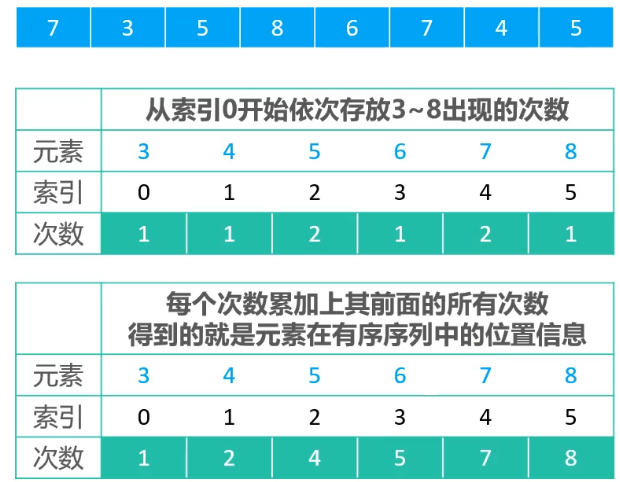 7 3 5 8 6 7 4 5
从索引0开始依次存放3~8出现的次数
元素 3 4 5 6 7 8
索引 0 1 2 3 4 5
次数 1 1 2 1 2 1
每个次数累加上其前面的所有次数
得到的就是元素在有序序列中的位置信息
元素 3 4 5 6 7 8
索引 0 1 2 3 4 5
次数 1 2 4 5 7 8